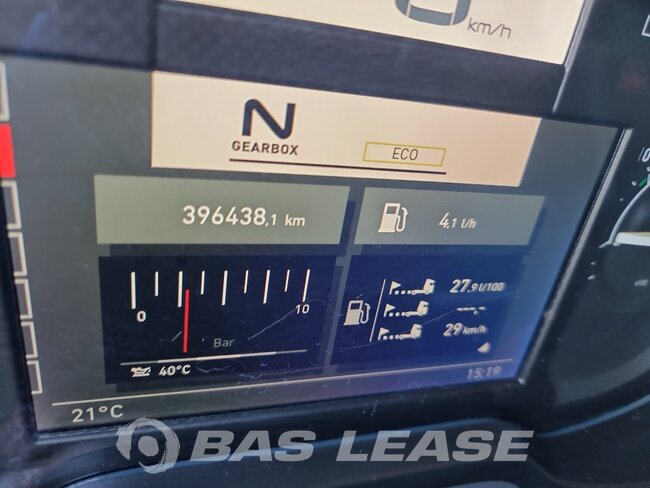 km/h
N
GEARBOX
ECO
396438,1 km
4,1 l/h
27,9 l/100
--,-
29 km/h
0
10
Bar
40°C
21°C
15:19
BAS LEASE